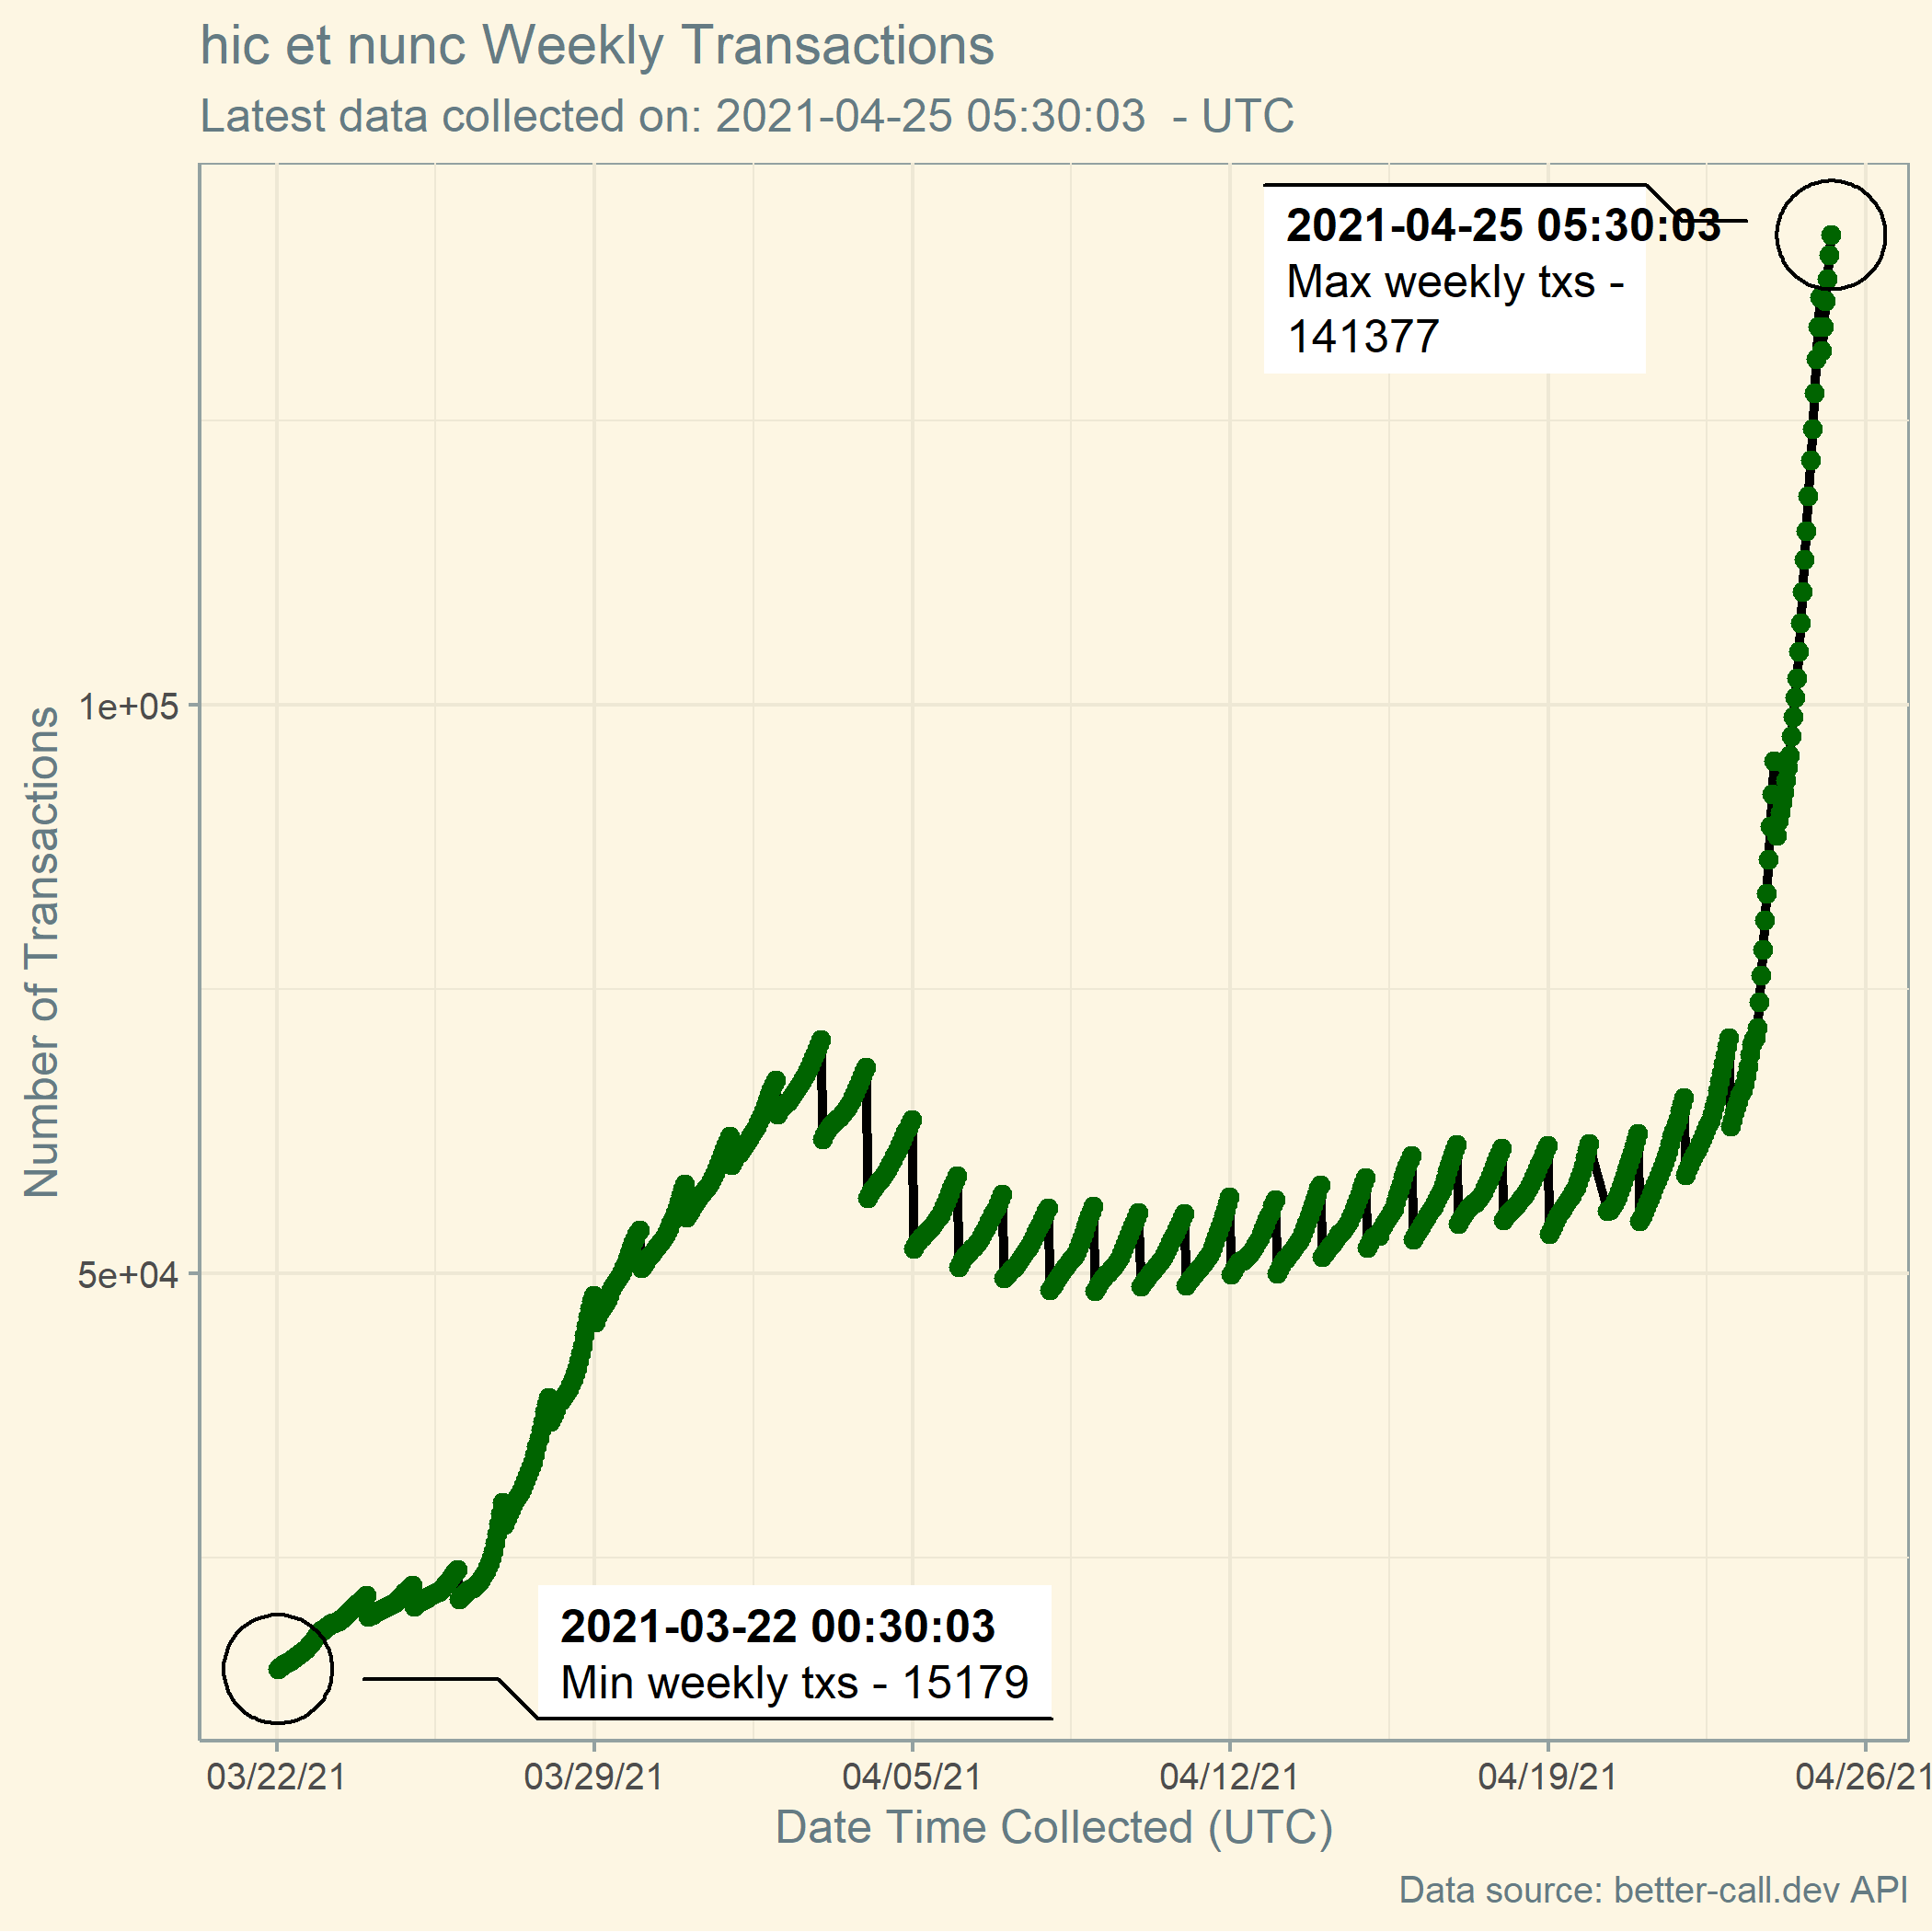 hic et nunc Weekly Transactions
Latest data collected on: 2021-04-25 05:30:03  - UTC
2021-04-25 05:30:03
Max weekly txs -
141377
Number of Transactions
1e+05
5e+04
2021-03-22 00:30:03
Min weekly txs - 15179
03/22/21 03/29/21 04/05/21 04/12/21 04/19/21 04/26/21
Date Time Collected (UTC)
Data source: better-call.dev API